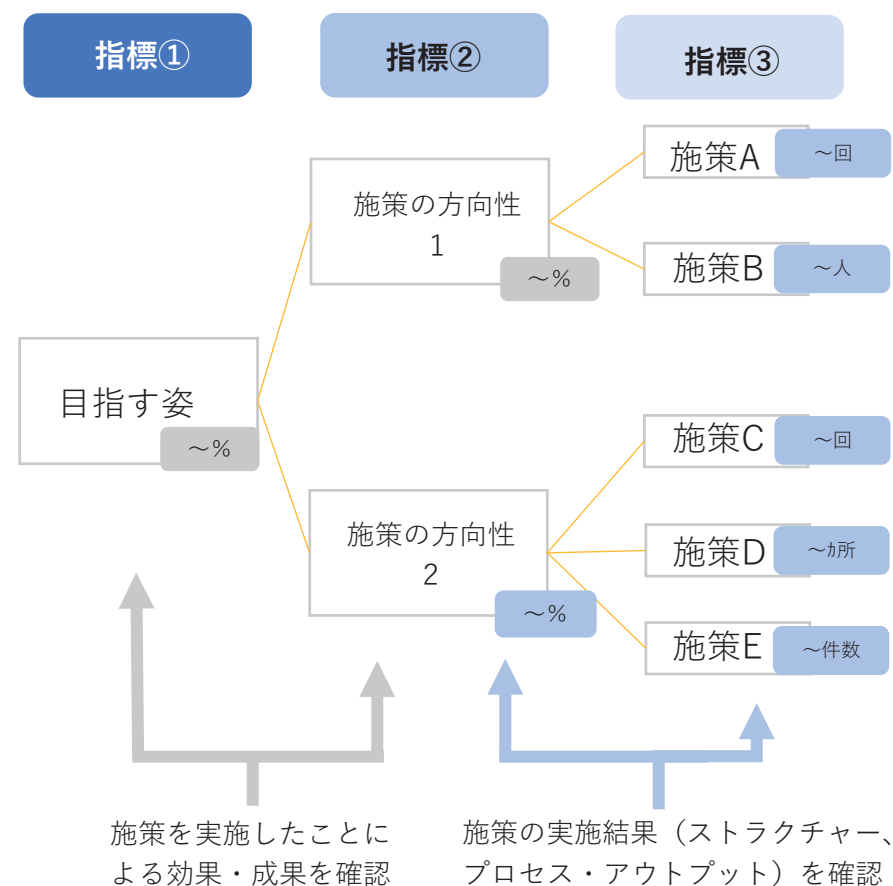 指標①
指標②
指標③
施策A
～回
施策の方向性
1
～%
施策B
～人
目指す姿
～%
施策C
～回
施策の方向性
2
～%
施策D
～ｶ所
施策E
～件数
施策を実施したことに
よる効果・成果を確認
施策の実施結果（ストラクチャー、
プロセス・アウトプット）を確認